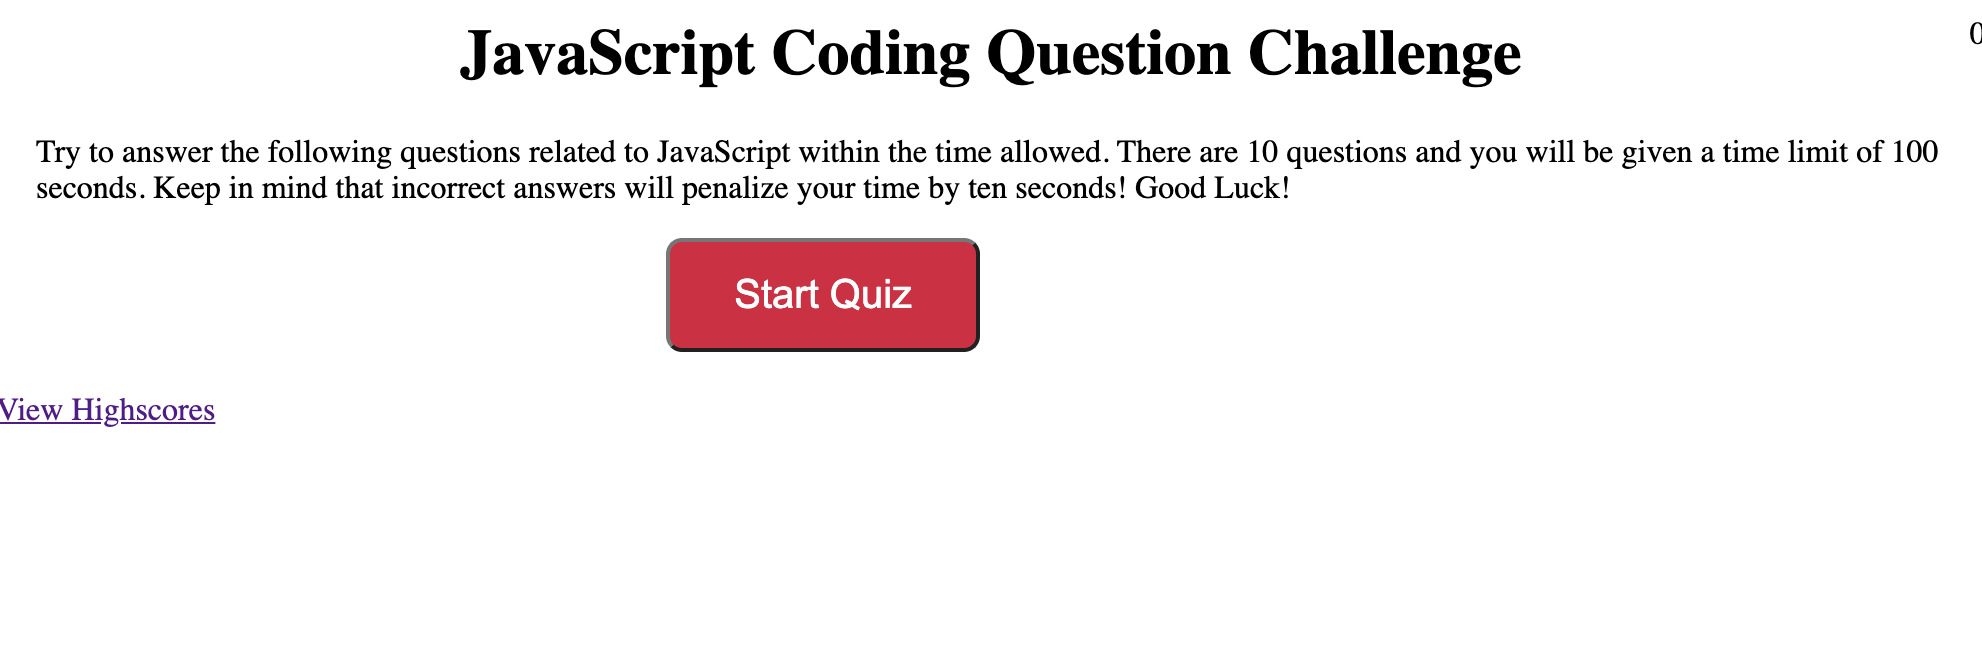 JavaScript Coding Question Challenge
0
Try to answer the following questions related to JavaScript within the time allowed. There are 10 questions and you will be given a time limit of 100
seconds. Keep in mind that incorrect answers will penalize your time by ten seconds! Good Luck!
Start Quiz
View Highscores